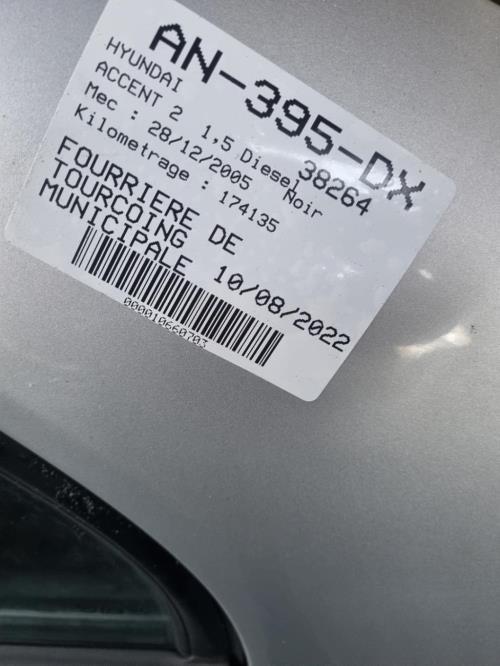 AN-395-DX
HYUNDAI 38264
ACCENT 2 1,5 Diesel
Mec : 28/12/2005 Noir
Kilometrage : 174135
FOURRIERE DE
TOURCOING
MUNICIPALE 10/08/2022
000010660703